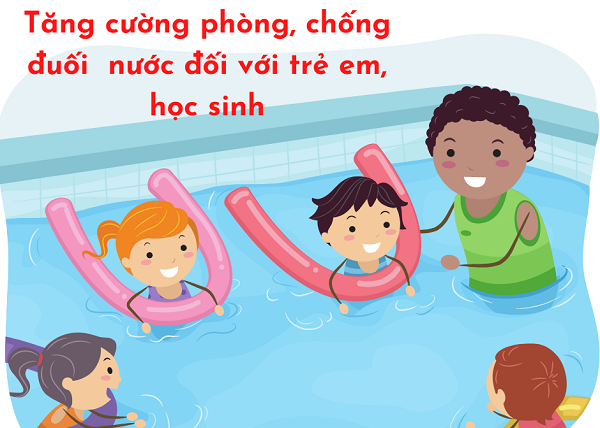 Tăng cường phòng, chống
đuối nước đối với trẻ em,
học sinh